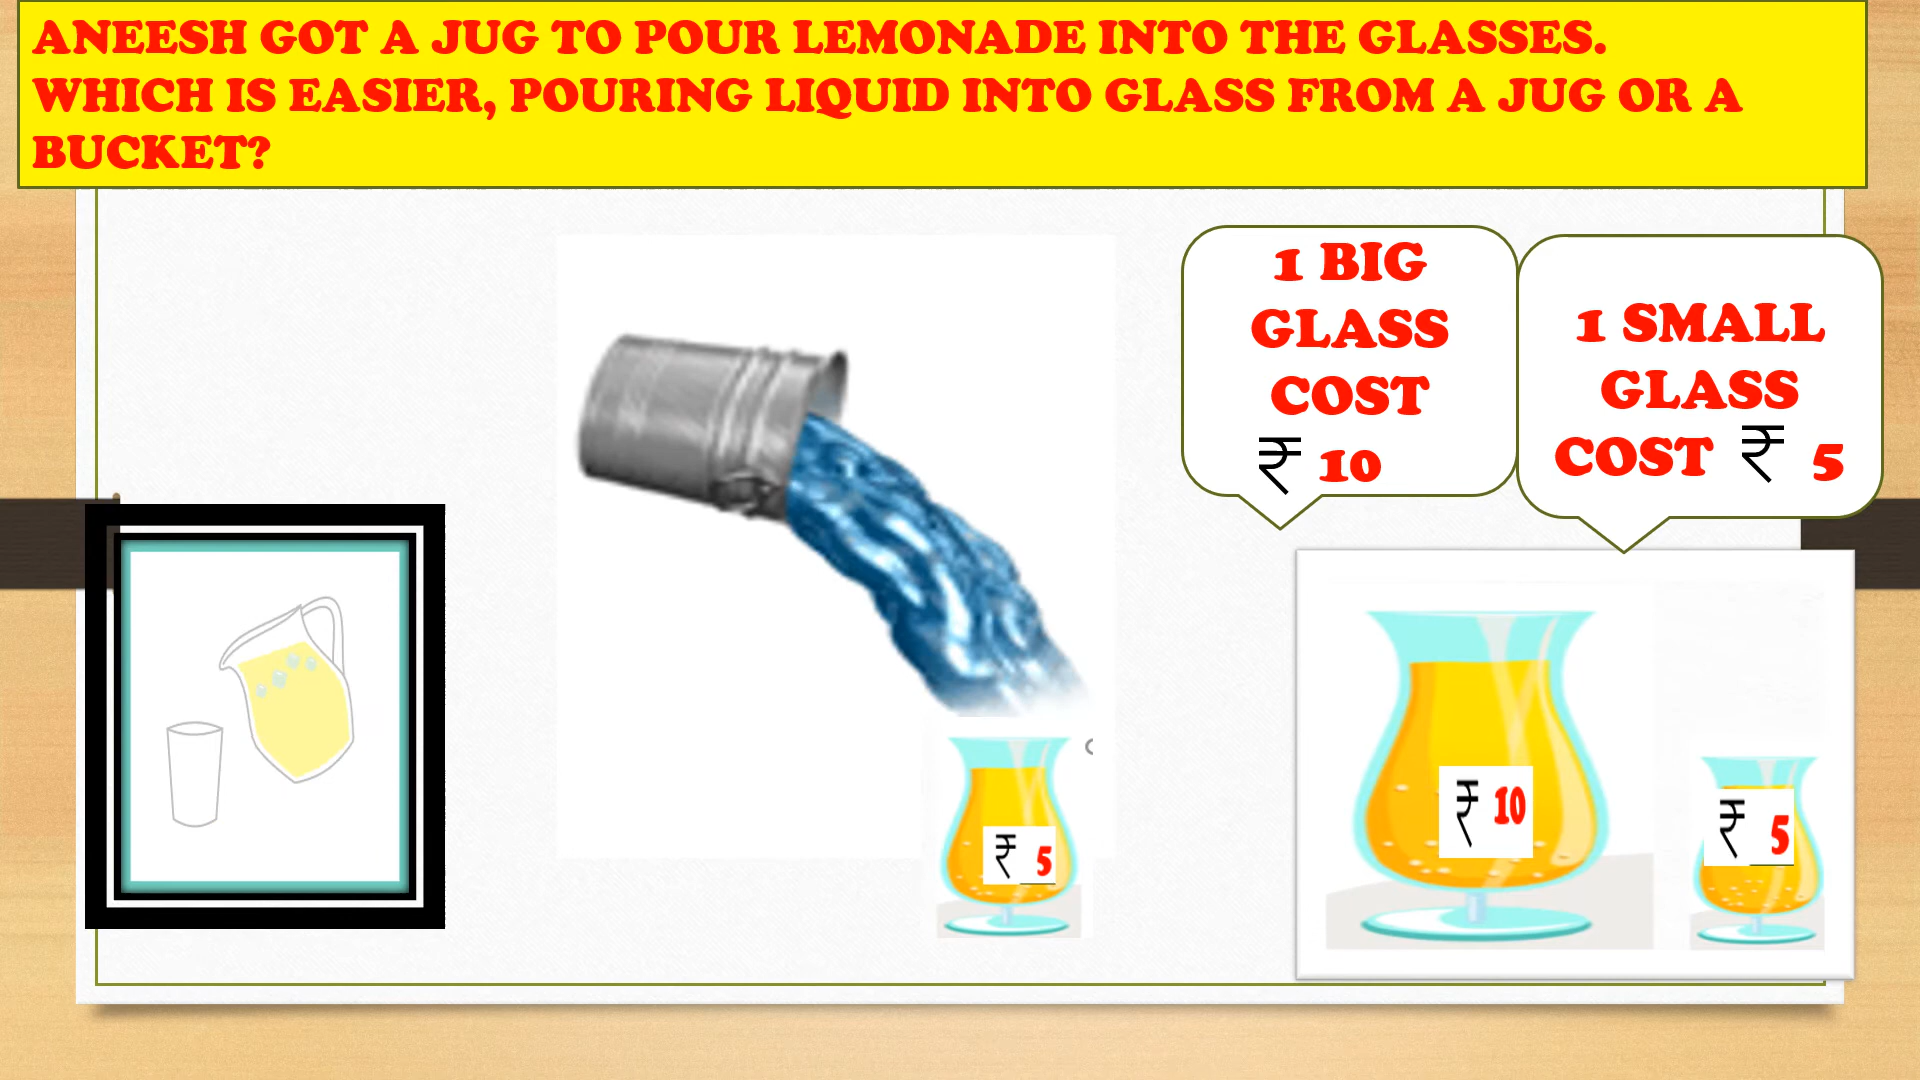 ANEESH GOT A JUG TO POUR LEMONADE INTO THE GLASSES.
WHICH IS EASIER, POURING LIQUID INTO GLASS FROM A JUG OR A
BUCKET?
1 BIG
GLASS
COST
₹ 10
1 SMALL
GLASS
COST ₹ 5
₹ 10
₹ 5
₹ 5